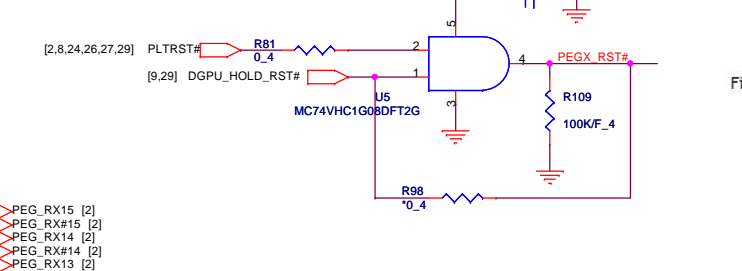 5
[2,8,24,26,27,29] PLTRST#
R81
0_4
2
[9,29] DGPU_HOLD_RST#
1
4
PEGX_RST#
U5
MC74VHC1G08DFT2G
3
R109
100K/F_4
R98
*0_4
PEG_RX15 [2]
PEG_RX#15 [2]
PEG_RX14 [2]
PEG_RX#14 [2]
PEG_RX13 [2]